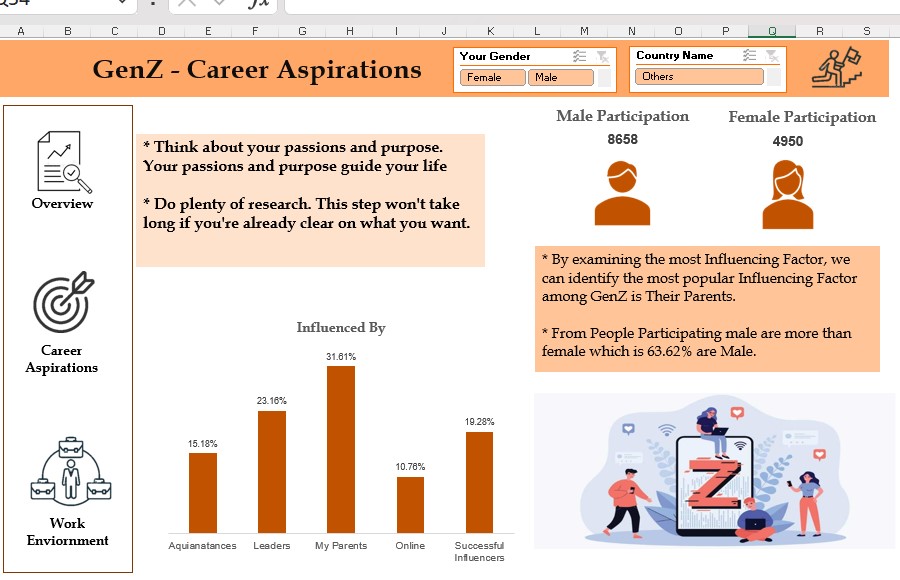 A B C D E F G H I J K L M N O P Q R S
GenZ - Career Aspirations
Your Gender
Female Male
Country Name
Others
Overview
Career
Aspirations
Work
Enviornment
* Think about your passions and purpose.
Your passions and purpose guide your life
* Do plenty of research. This step won't take
long if you're already clear on what you want.
Male Participation
8658
Female Participation
4950
* By examining the most Influencing Factor, we
can identify the most popular Influencing Factor
among GenZ is Their Parents.
* From People Participating male are more than
female which is 63.62% are Male.
Influenced By
15.18%
23.16%
31.61%
10.76%
19.28%
Aquianatances
Leaders
My Parents
Online
Successful
Influencers
Z